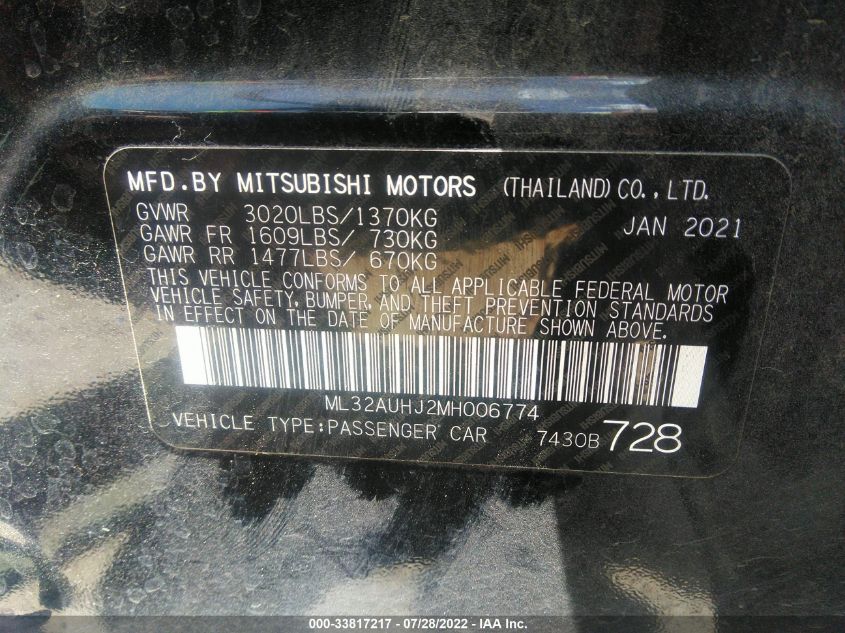 MFD.BY MITSUBISHI MOTORS (THAILAND) CO., LTD.
GVWR 3020LBS/1370KG JAN 2021
GAWR FR 1609LBS/ 730KG
GAWR RR 1477LBS/ 670KG
THIS VEHICLE CONFORMS TO ALL APPLICABLE FEDERAL MOTOR
VEHICLE SAFETY, BUMPER, AND THEFT PREVENTION STANDARDS
IN EFFECT ON THE DATE OF MANUFACTURE SHOWN ABOVE.
ML32AUHJ2MH006774
VEHICLE TYPE:PASSENGER CAR 7430B 728
000-33817217 - 07/28/2022 - IAA Inc.